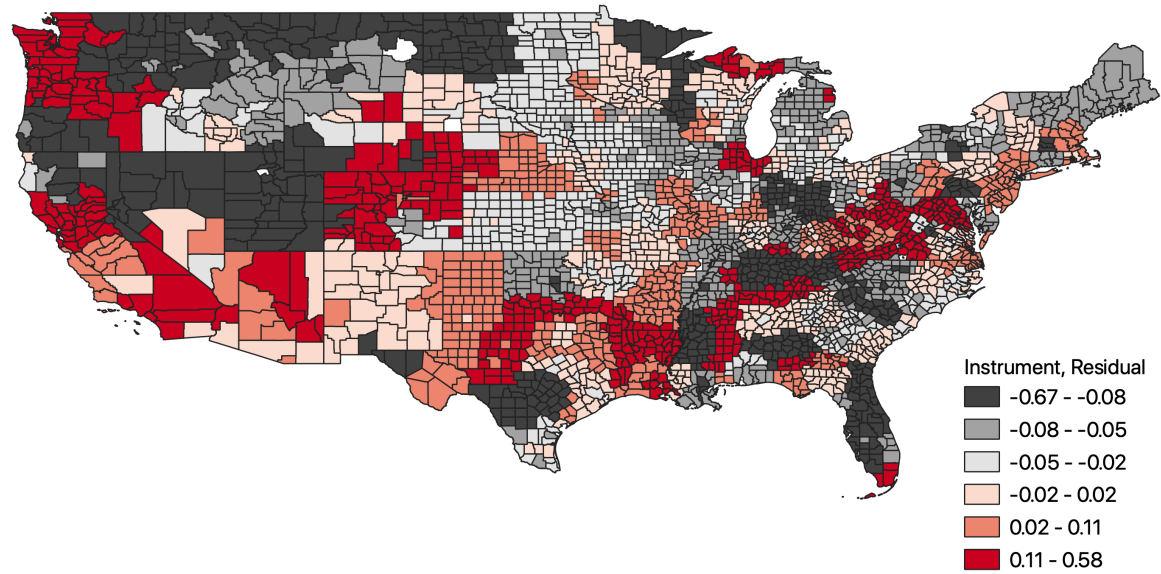 Instrument, Residual
-0.67 - -0.08
-0.08 - -0.05
-0.05 - -0.02
-0.02 - 0.02
0.02 - 0.11
0.11 - 0.58